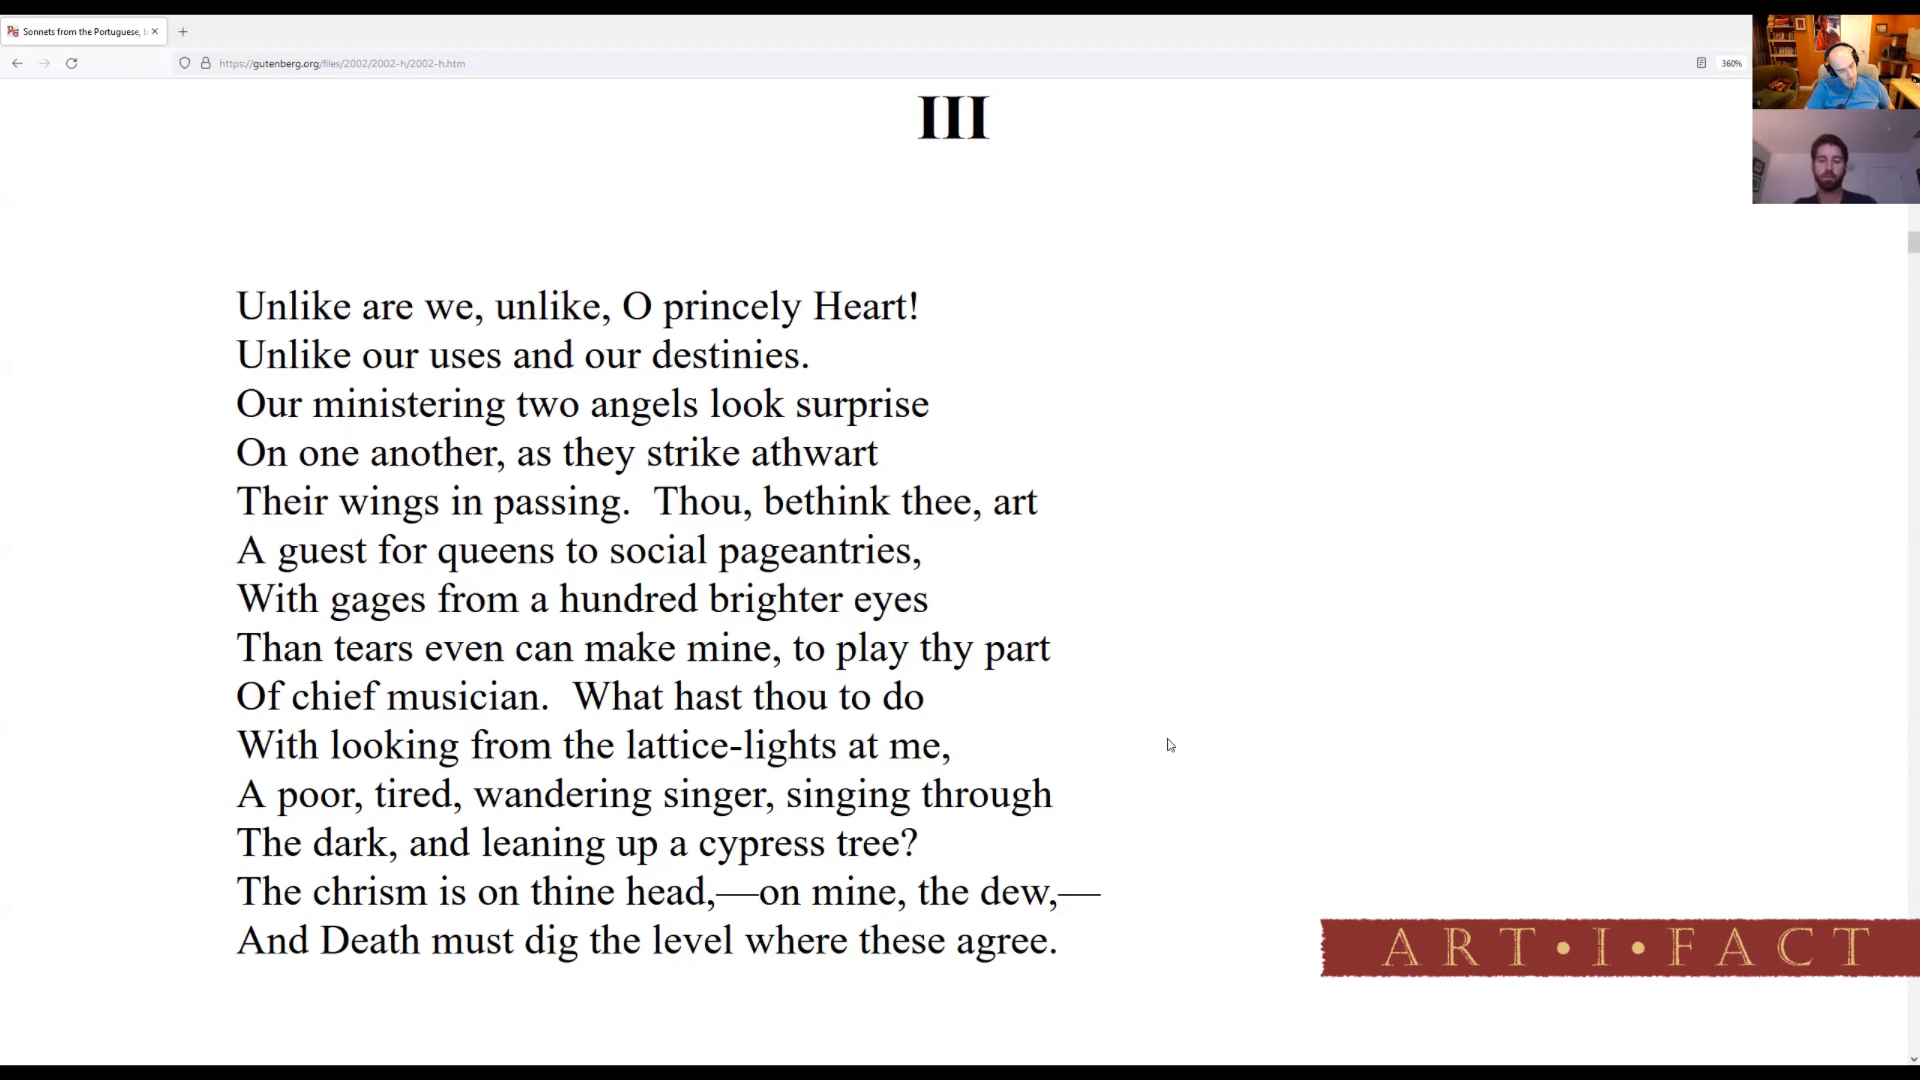 Sonnets from the Portuguese,
https://gutenberg.org/files/2002/2002-h/2002-h.htm
360%
III
Unlike are we, unlike, O princely Heart!
Unlike our uses and our destinies.
Our ministering two angels look surprise
On one another, as they strike athwart
Their wings in passing.  Thou, bethink thee, art
A guest for queens to social pageantries,
With gages from a hundred brighter eyes
Than tears even can make mine, to play thy part
Of chief musician.  What hast thou to do
With looking from the lattice-lights at me,
A poor, tired, wandering singer, singing through
The dark, and leaning up a cypress tree?
The chrism is on thine head,—on mine, the dew,—
And Death must dig the level where these agree.
ART•I•FACT